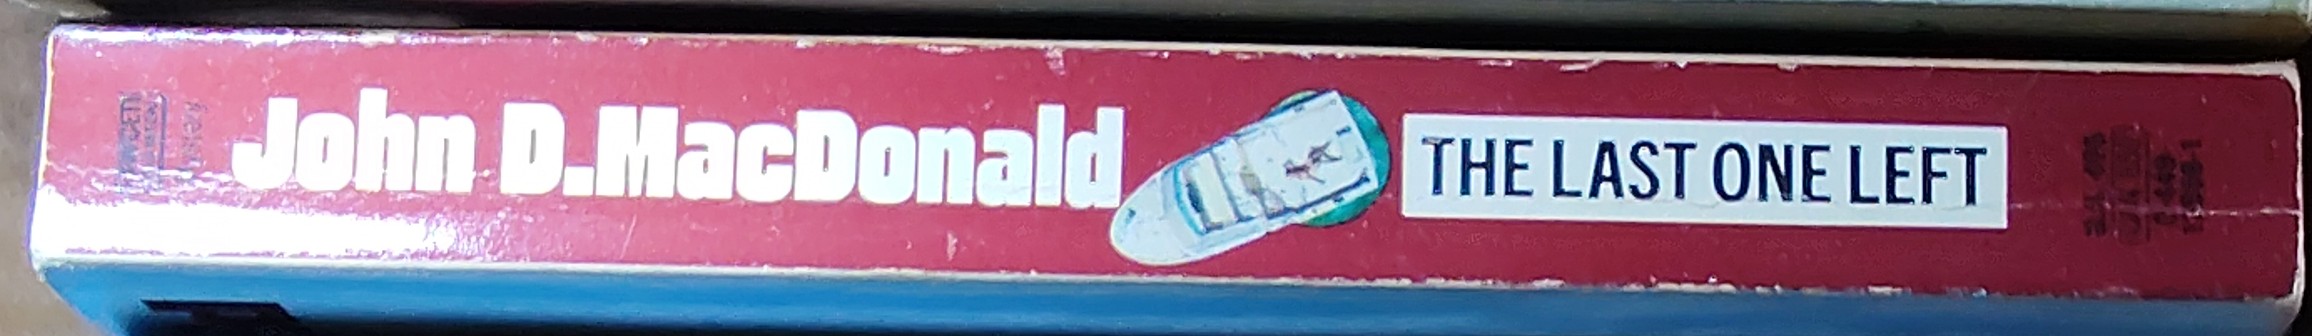 John D. MacDonald
THE LAST ONE LEFT